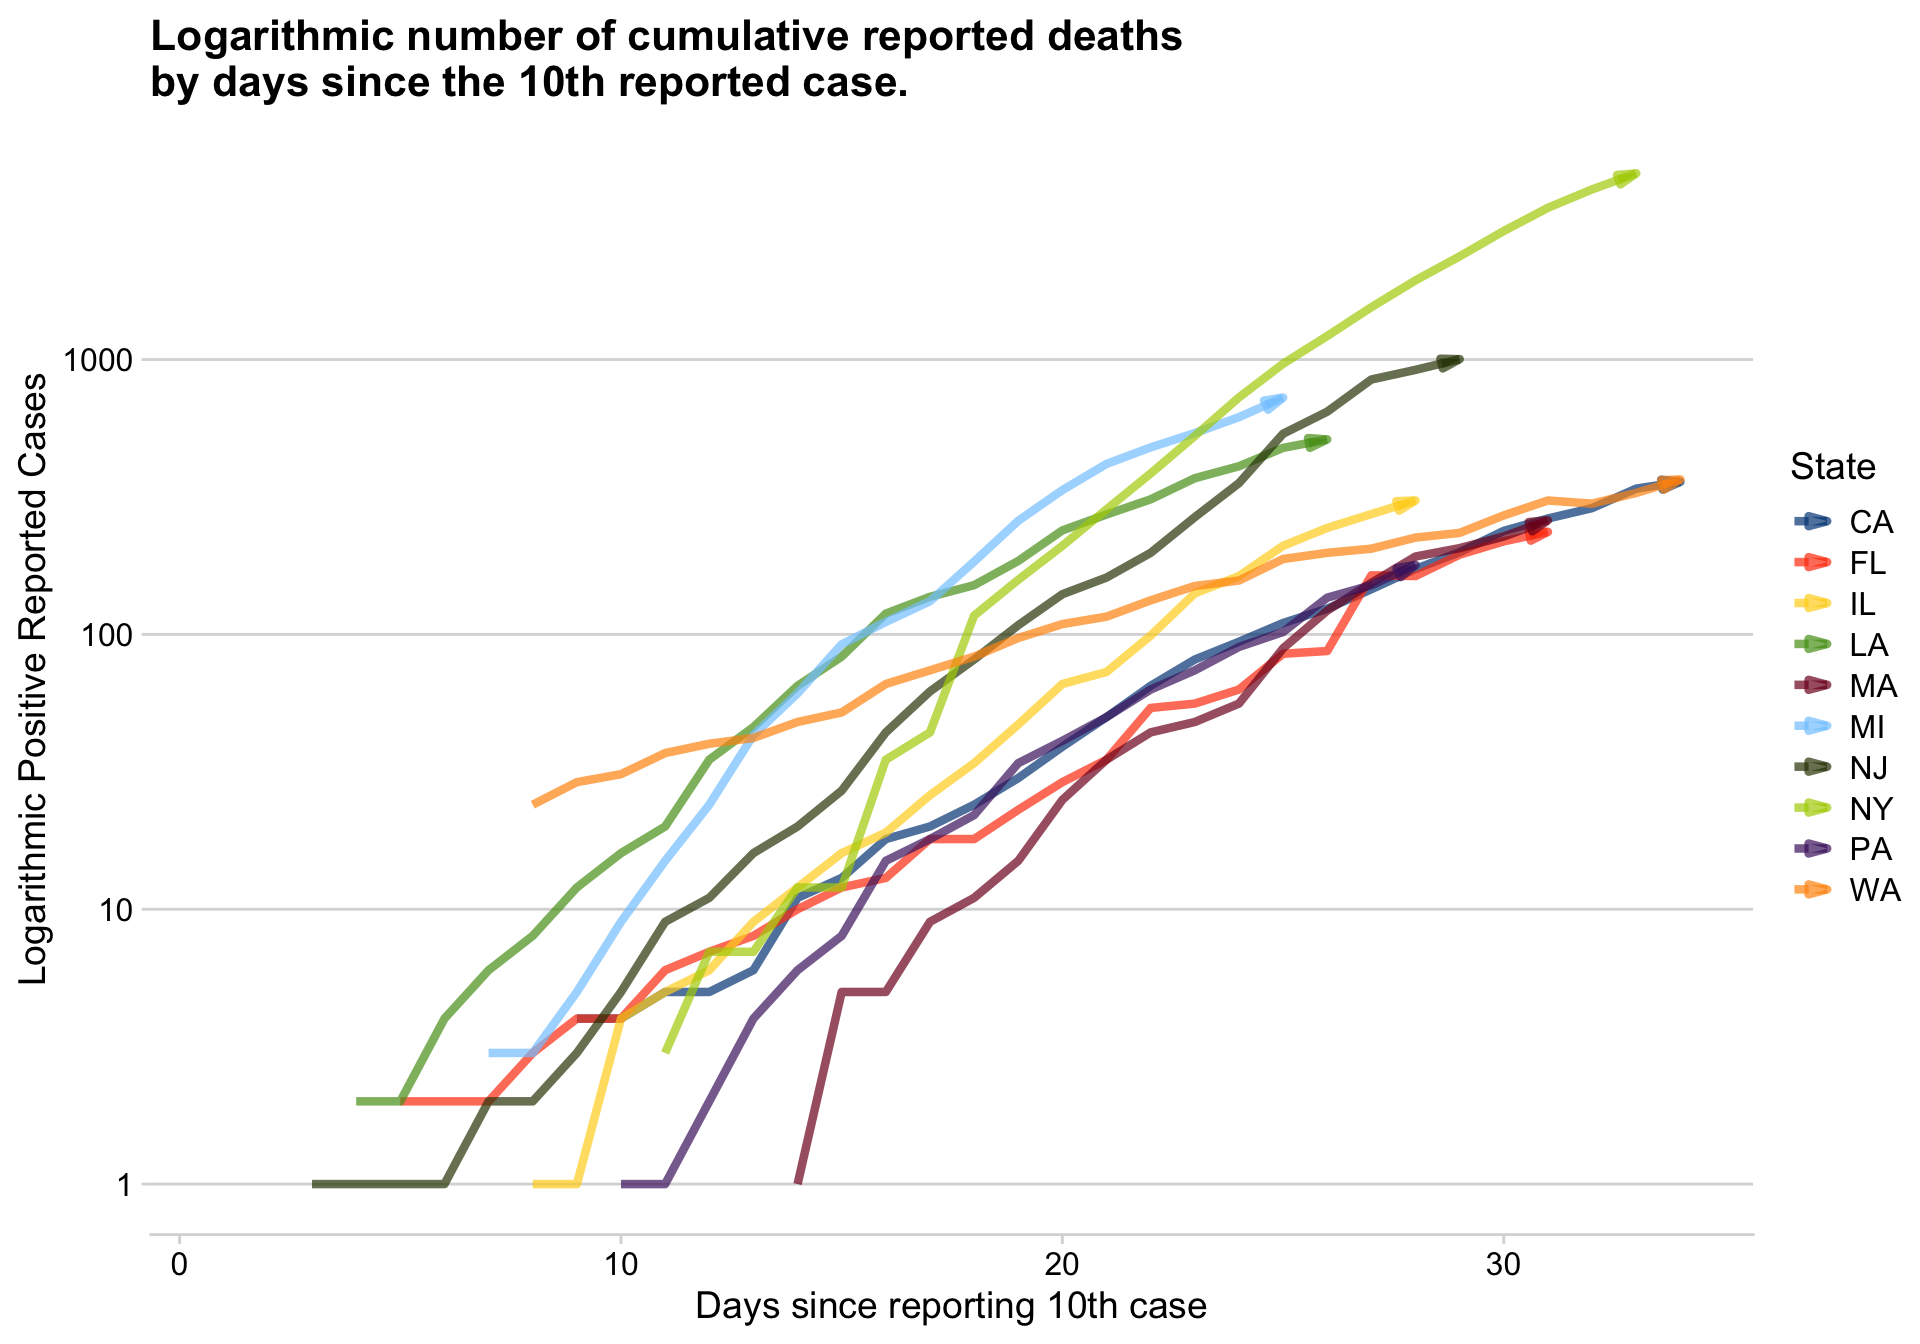 Logarithmic number of cumulative reported deaths
by days since the 10th reported case.
Logarithmic Positive Reported Cases
1000
100
10
1
0
10
20
30
Days since reporting 10th case
State
CA
FL
IL
LA
MA
MI
NJ
NY
PA
WA